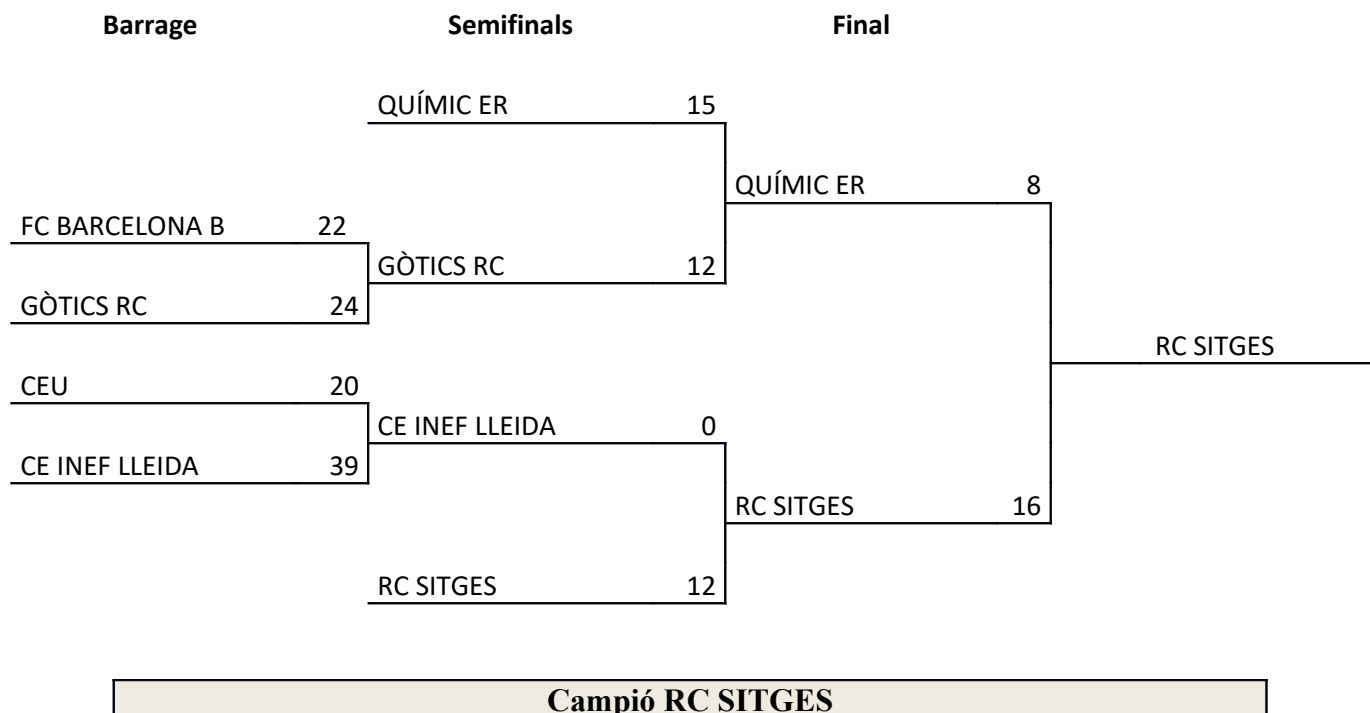 Barrage Semifinals Final
QUÍMIC ER 15
QUÍMIC ER 8
FC BARCELONA B 22
GÒTICS RC 12
GÒTICS RC 24
RC SITGES
CEU 20
CE INEF LLEIDA 0
CE INEF LLEIDA 39
RC SITGES 16
RC SITGES 12
Campió RC SITGES